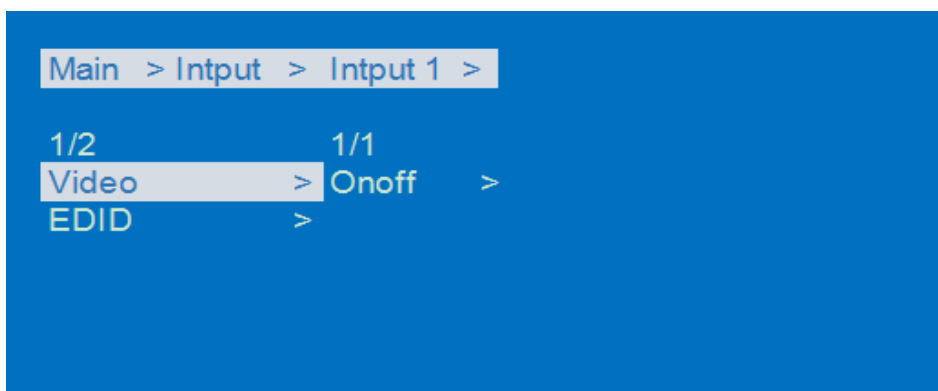 Main > Intput > Intput 1 >
1/2 1/1
Video > Onoff >
EDID >